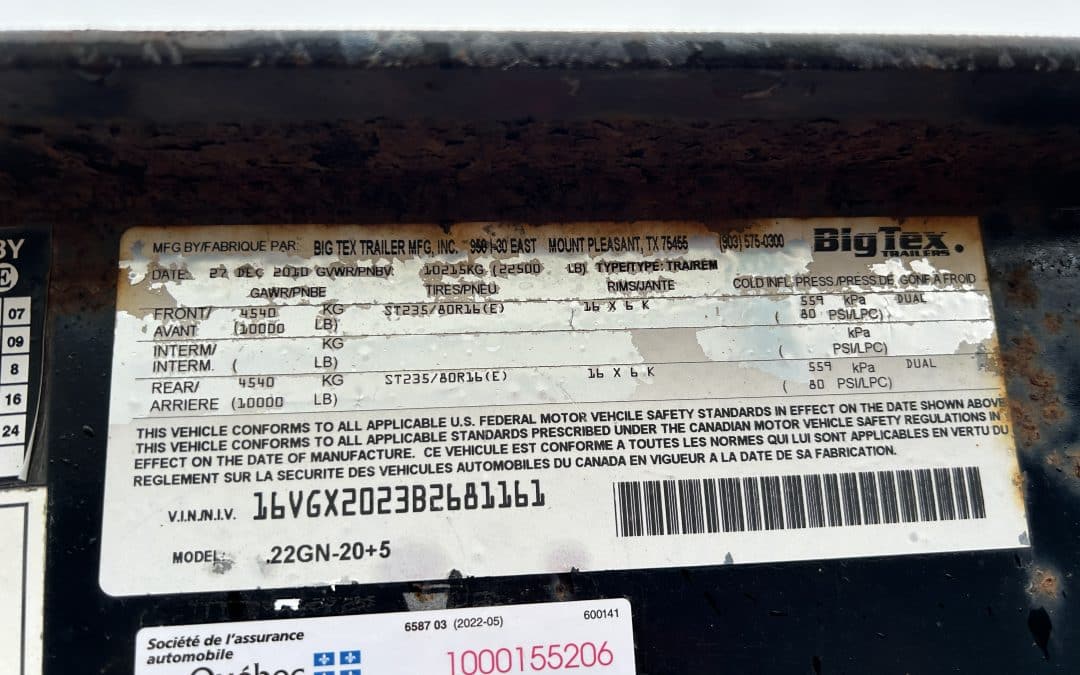 MFG BY/FABRIQUE PAR: BIG TEX TRAILER MFG, INC. 950 I-30 EAST MOUNT PLEASANT, TX 75455 (903) 575-0300 BigTex.
TRAILERS
DATE: 27 DEC 2010 GVWR/PNBV: 10215KG (22500 LB) TYPE/TYPE: TRA/REM
GAWR/PNBE TIRES/PNEU RIMS/JANTE COLD INFL. PRESS./PRESS DE GONF A FROID
FRONT/ 4540 KG ST235/80R16(E) 16 X 6 K 559 kPa DUAL
AVANT (10000 LB) ( 80 PSI/LPC)
INTERM/ KG kPa
INTERM. ( LB) ( PSI/LPC)
REAR/ 4540 KG ST235/80R16(E) 16 X 6 K 559 kPa DUAL
ARRIERE (10000 LB) ( 80 PSI/LPC)
THIS VEHICLE CONFORMS TO ALL APPLICABLE U.S. FEDERAL MOTOR VEHCILE SAFETY STANDARDS IN EFFECT ON THE DATE SHOWN ABOVE
THIS VEHICLE CONFORMS TO ALL APPLICABLE STANDARDS PRESCRIBED UNDER THE CANADIAN MOTOR VEHICLE SAFETY REGULATIONS IN
EFFECT ON THE DATE OF MANUFACTURE. CE VEHICULE EST CONFORME A TOUTES LES NORMES QUI LUI SONT APPLICABLES EN VERTU DU
REGLEMENT SUR LA SECURITE DES VEHICULES AUTOMOBILES DU CANADA EN VIGUEUR A LA DATE DE SA FABRICATION.
V.I.N./N.I.V. 16VGX2023B2681161
MODEL: .22GN-20+5
BY
E
07
09
8
16
24
Société de l'assurance 6587 03 (2022-05) 600141
automobile
Québec 1000155206